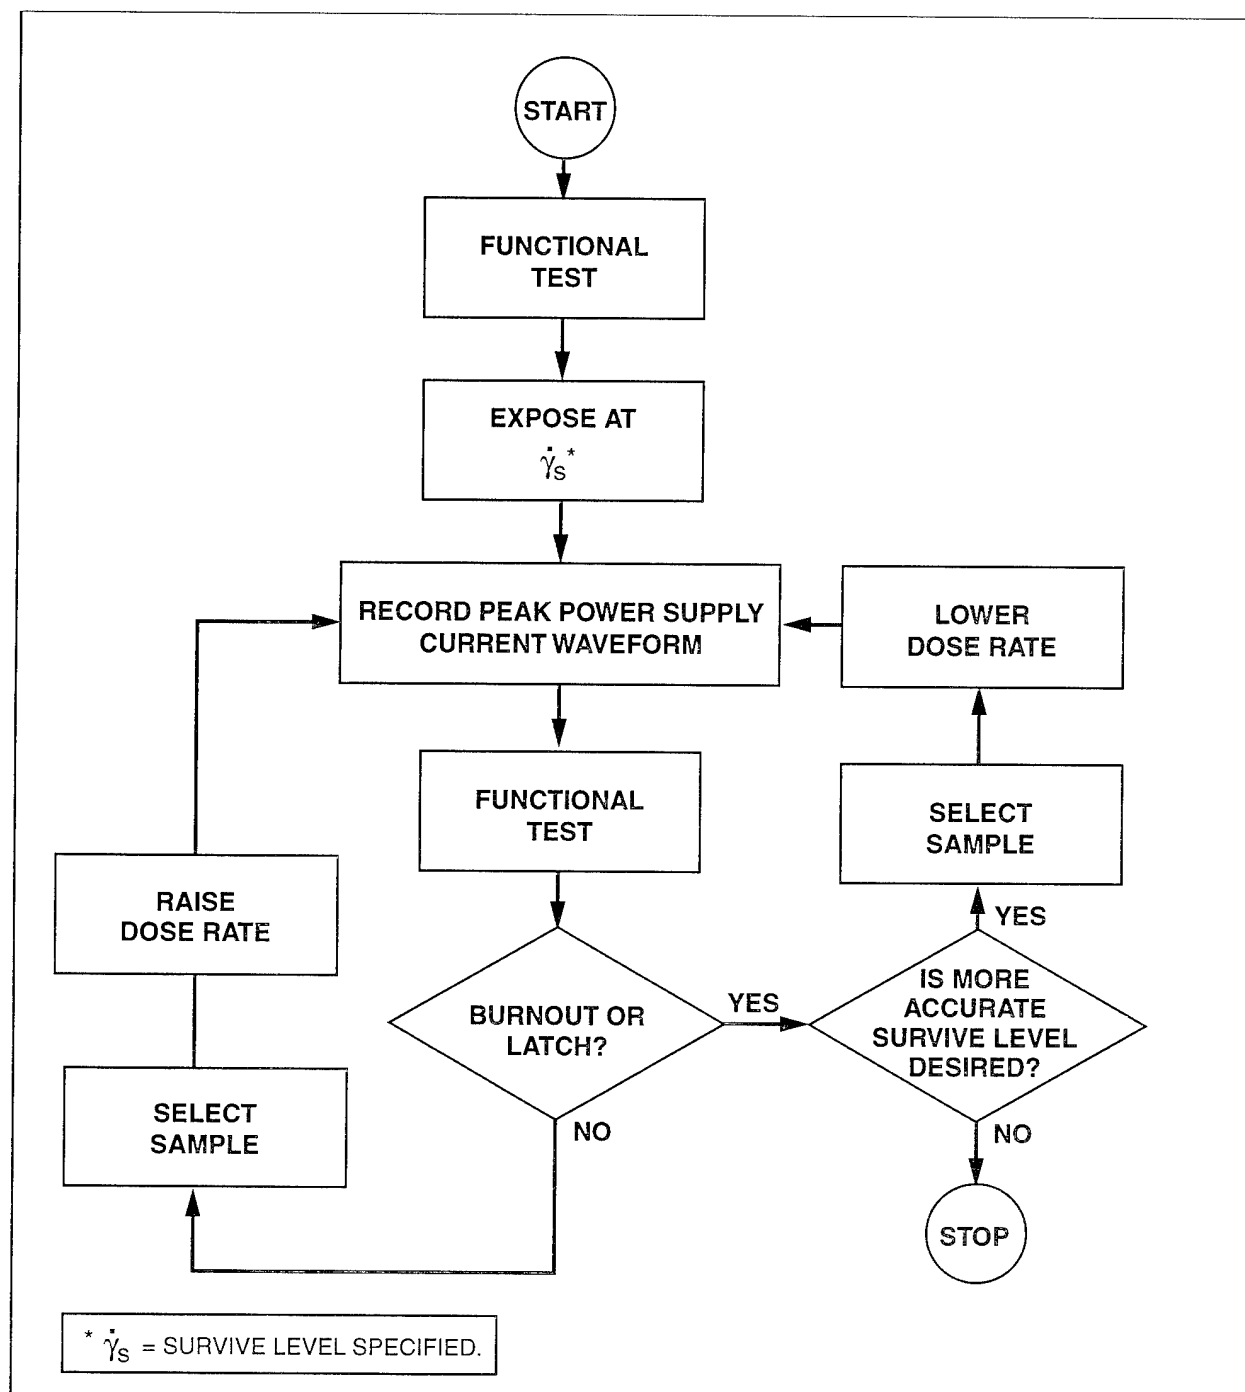 START
FUNCTIONAL
TEST
EXPOSE AT
γ̇S*
RECORD PEAK POWER SUPPLY
CURRENT WAVEFORM
LOWER
DOSE RATE
FUNCTIONAL
TEST
SELECT
SAMPLE
RAISE
DOSE RATE
YES
BURNOUT OR
LATCH?
YES
IS MORE
ACCURATE
SURVIVE LEVEL
DESIRED?
SELECT
SAMPLE
NO
NO
STOP
* γ̇S = SURVIVE LEVEL SPECIFIED.